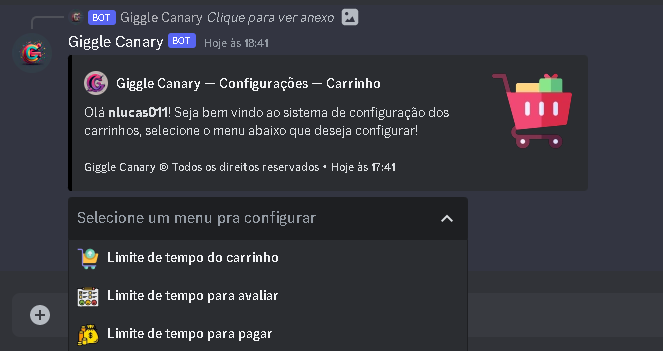 BOT Giggle Canary Clique para ver anexo
Giggle Canary BOT Hoje às 18:41
Giggle Canary — Configurações — Carrinho
Olá nlucas011! Seja bem vindo ao sistema de configuração dos
carrinhos, selecione o menu abaixo que deseja configurar!
Giggle Canary © Todos os direitos reservados • Hoje às 17:41
Selecione um menu pra configurar
Limite de tempo do carrinho
Limite de tempo para avaliar
Limite de tempo para pagar